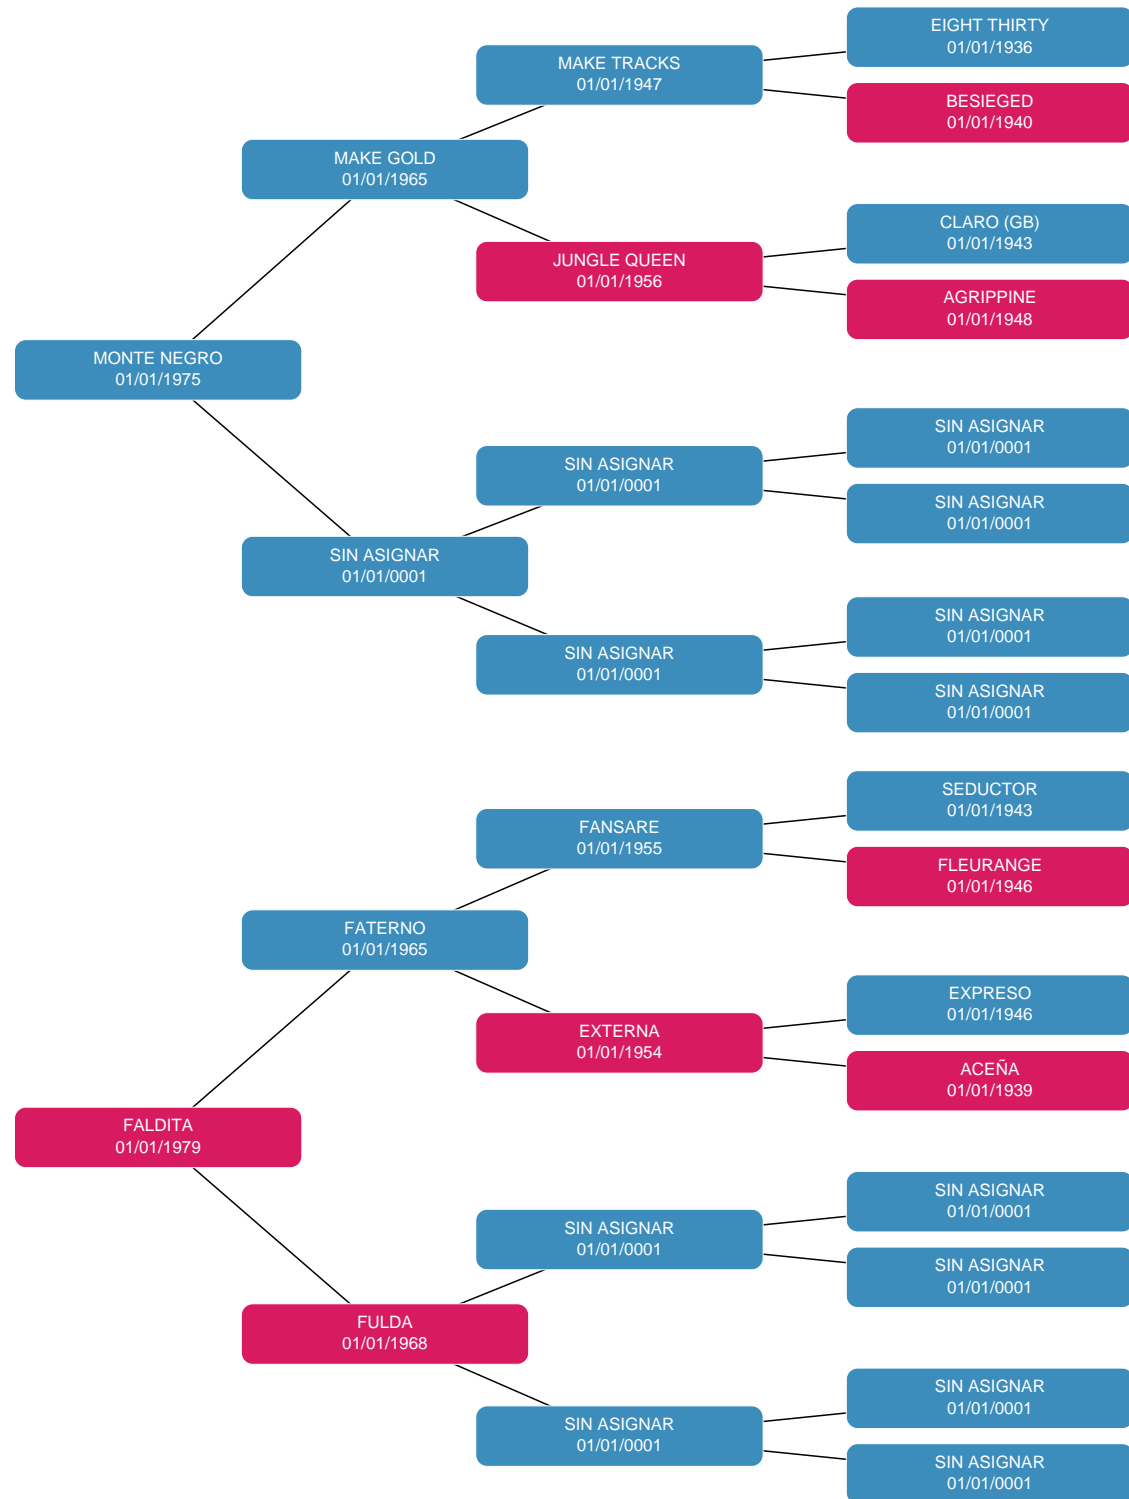 EIGHT THIRTY
01/01/1936
MAKE TRACKS
01/01/1947
BESIEGED
01/01/1940
MAKE GOLD
01/01/1965
CLARO (GB)
01/01/1943
JUNGLE QUEEN
01/01/1956
AGRIPPINE
01/01/1948
MONTE NEGRO
01/01/1975
SIN ASIGNAR
01/01/0001
SIN ASIGNAR
01/01/0001
SIN ASIGNAR
01/01/0001
SIN ASIGNAR
01/01/0001
SIN ASIGNAR
01/01/0001
SIN ASIGNAR
01/01/0001
SIN ASIGNAR
01/01/0001
SEDUCTOR
01/01/1943
FANSARE
01/01/1955
FLEURANGE
01/01/1946
FATERNO
01/01/1965
EXPRESO
01/01/1946
EXTERNA
01/01/1954
ACEÑA
01/01/1939
FALDITA
01/01/1979
SIN ASIGNAR
01/01/0001
SIN ASIGNAR
01/01/0001
SIN ASIGNAR
01/01/0001
FULDA
01/01/1968
SIN ASIGNAR
01/01/0001
SIN ASIGNAR
01/01/0001
SIN ASIGNAR
01/01/0001